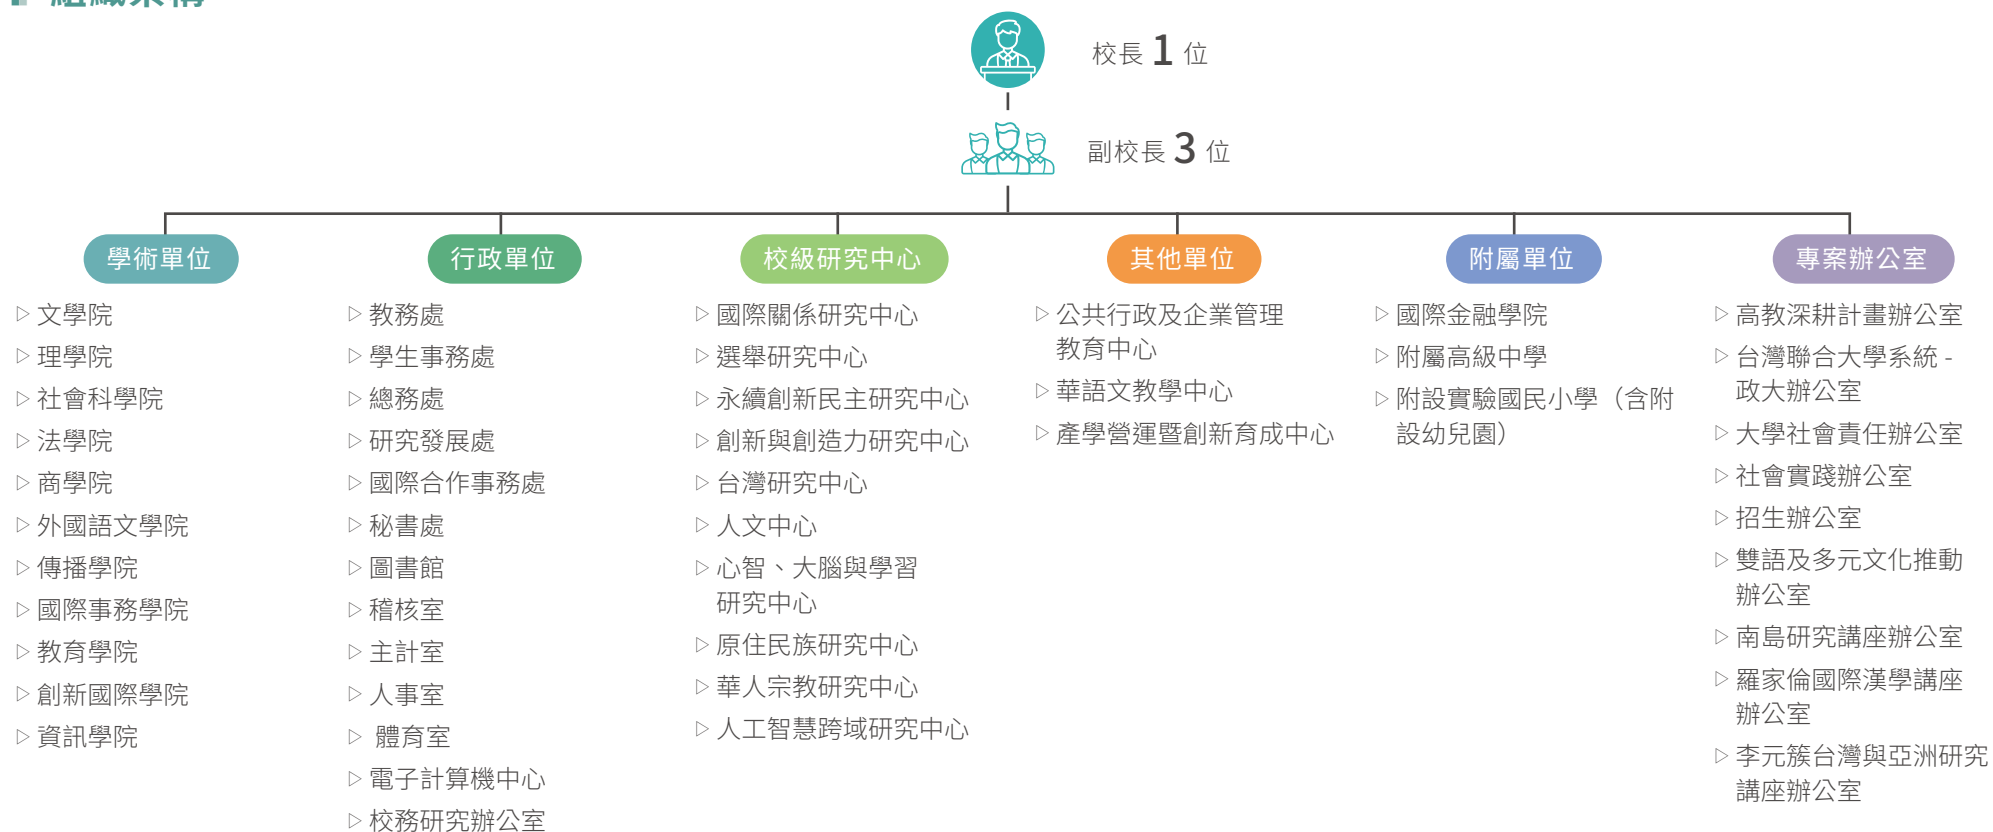 組織架構
校長 1 位
副校長 3 位
學術單位
▷ 文學院
▷ 理學院
▷ 社會科學院
▷ 法學院
▷ 商學院
▷ 外國語文學院
▷ 傳播學院
▷ 國際事務學院
▷ 教育學院
▷ 創新國際學院
▷ 資訊學院
行政單位
▷ 教務處
▷ 學生事務處
▷ 總務處
▷ 研究發展處
▷ 國際合作事務處
▷ 秘書處
▷ 圖書館
▷ 稽核室
▷ 主計室
▷ 人事室
▷ 體育室
▷ 電子計算機中心
▷ 校務研究辦公室
校級研究中心
▷ 國際關係研究中心
▷ 選舉研究中心
▷ 永續創新民主研究中心
▷ 創新與創造力研究中心
▷ 台灣研究中心
▷ 人文中心
▷ 心智、大腦與學習
研究中心
▷ 原住民族研究中心
▷ 華人宗教研究中心
▷ 人工智慧跨域研究中心
其他單位
▷ 公共行政及企業管理
教育中心
▷ 華語文教學中心
▷ 產學營運暨創新育成中心
附屬單位
▷ 國際金融學院
▷ 附屬高級中學
▷ 附設實驗國民小學（含附
設幼兒園）
專案辦公室
▷ 高教深耕計畫辦公室
▷ 台灣聯合大學系統 -
政大辦公室
▷ 大學社會責任辦公室
▷ 社會實踐辦公室
▷ 招生辦公室
▷ 雙語及多元文化推動
辦公室
▷ 南島研究講座辦公室
▷ 羅家倫國際漢學講座
辦公室
▷ 李元簇台灣與亞洲研究
講座辦公室